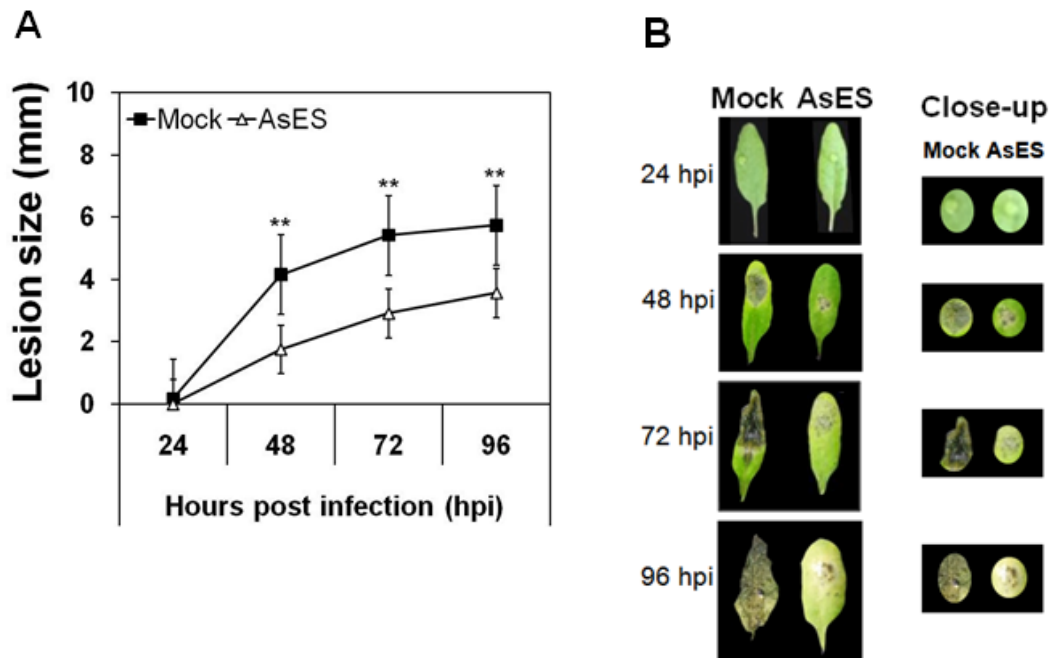 A
Lesion size (mm)
10
8
6
4
2
0
Mock AsES
**
**
**
24 48 72 96
Hours post infection (hpi)
B
Mock AsES
Close-up
Mock AsES
24 hpi
48 hpi
72 hpi
96 hpi